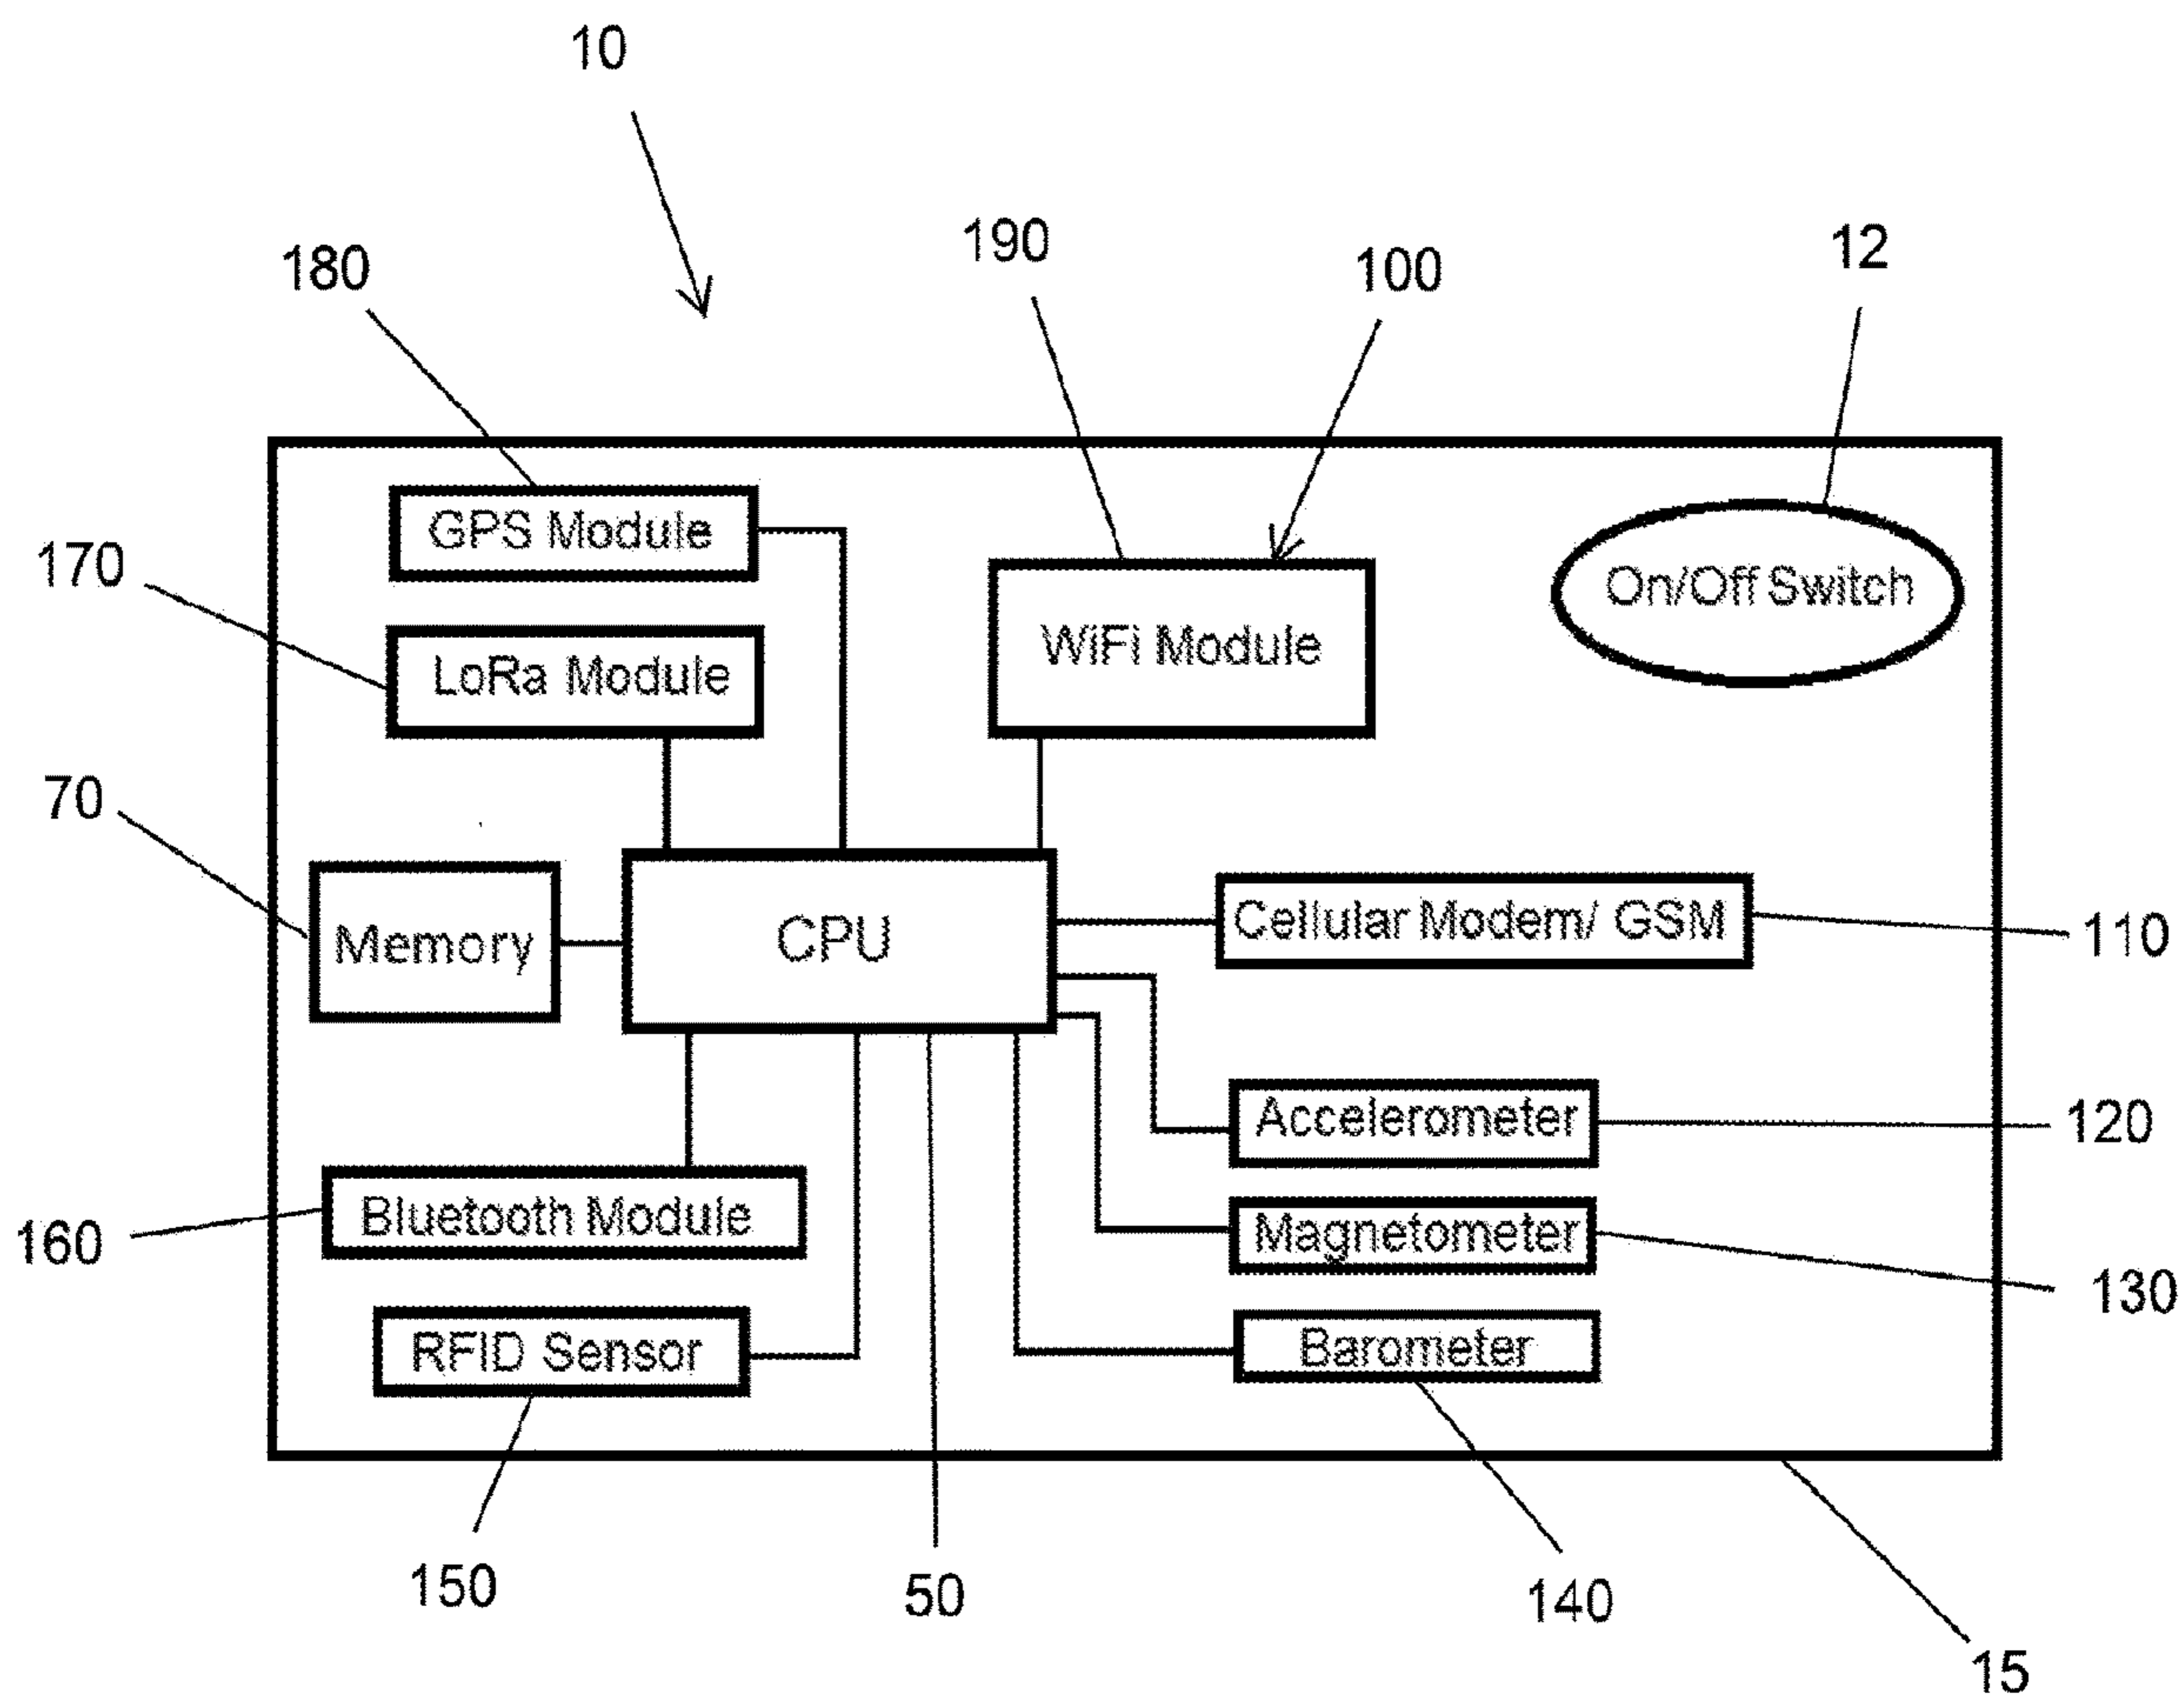 10
190
12
180
100
GPS Module
170
On/Off Switch
WiFi Module
LoRa Module
70
Cellular Modem/ GSM
CPU
110
Memory
Accelerometer
120
Bluetooth Module
Magnetometer
160
130
RFID Sensor
Barometer
150
50
140
15